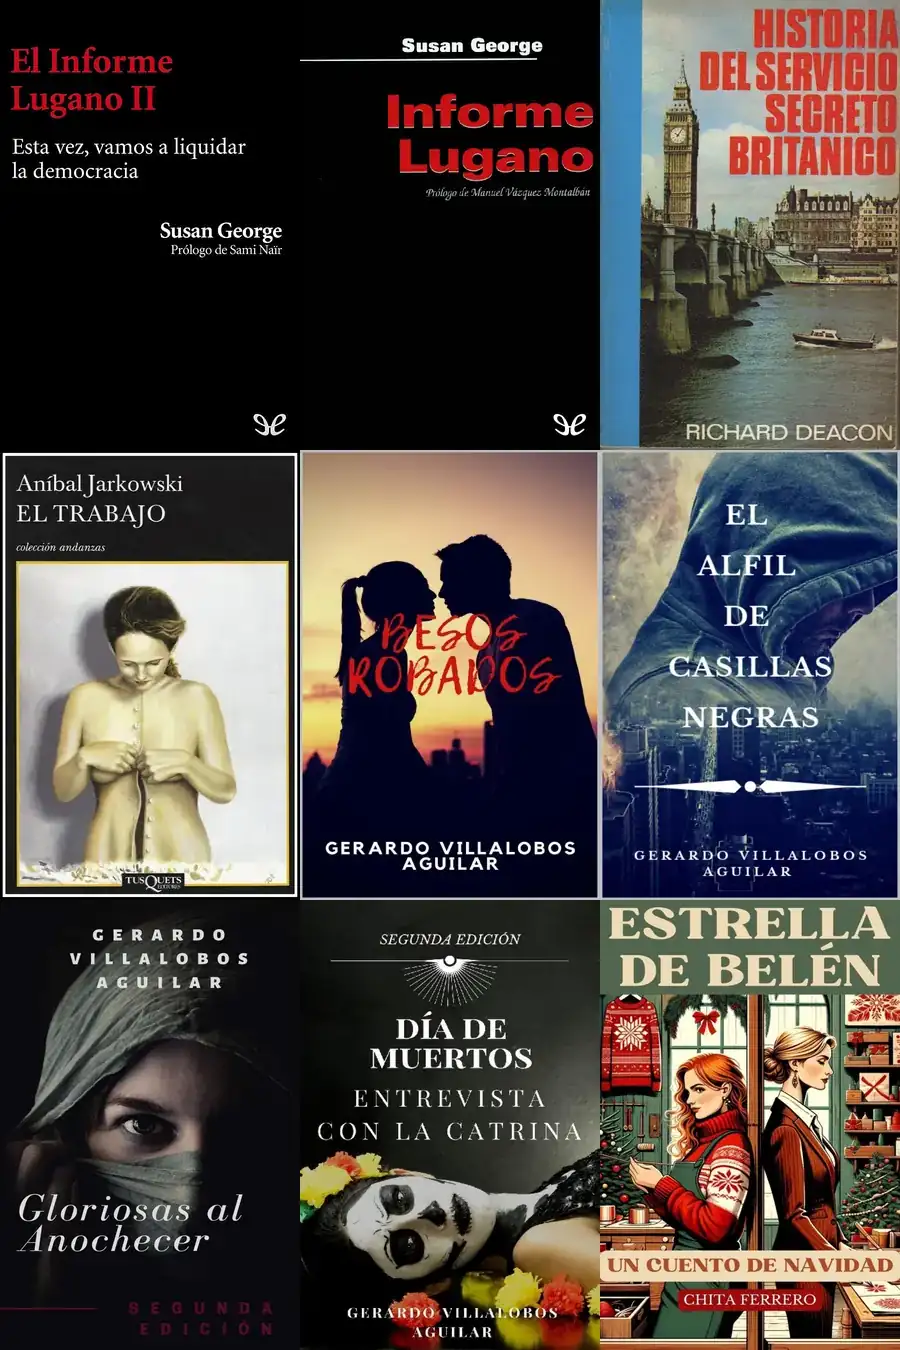 El Informe
Lugano II
Esta vez, vamos a liquidar
la democracia
Susan George
Prólogo de Sami Naïr
Susan George
Informe
Lugano
Prólogo de Manuel Vázquez Montalbán
HISTORIA
DEL SERVICIO
SECRETO
BRITANICO
RICHARD DEACON
Aníbal Jarkowski
EL TRABAJO
colección andanzas
TUSQUETS
EDITORES
BESOS
ROBADOS
GERARDO VILLALOBOS
AGUILAR
EL
ALFIL
DE
CASILLAS
NEGRAS
GERARDO VILLALOBOS
AGUILAR
GERARDO
VILLALOBOS
AGUILAR
Gloriosas al
Anochecer
SEGUNDA
EDICIÓN
SEGUNDA EDICIÓN
DÍA DE
MUERTOS
ENTREVISTA
CON LA CATRINA
GERARDO VILLALOBOS
AGUILAR
ESTRELLA
DE BELÉN
UN CUENTO DE NAVIDAD
CHITA FERRERO